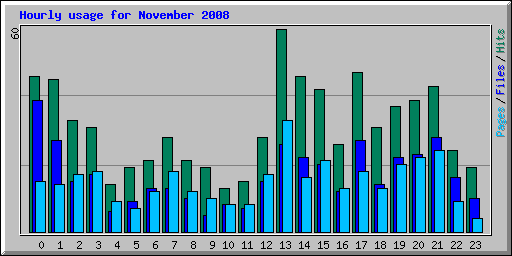 Hourly usage for November 2008
60
Pages/Files/Hits
0 1 2 3 4 5 6 7 8 9 10 11 12 13 14 15 16 17 18 19 20 21 22 23